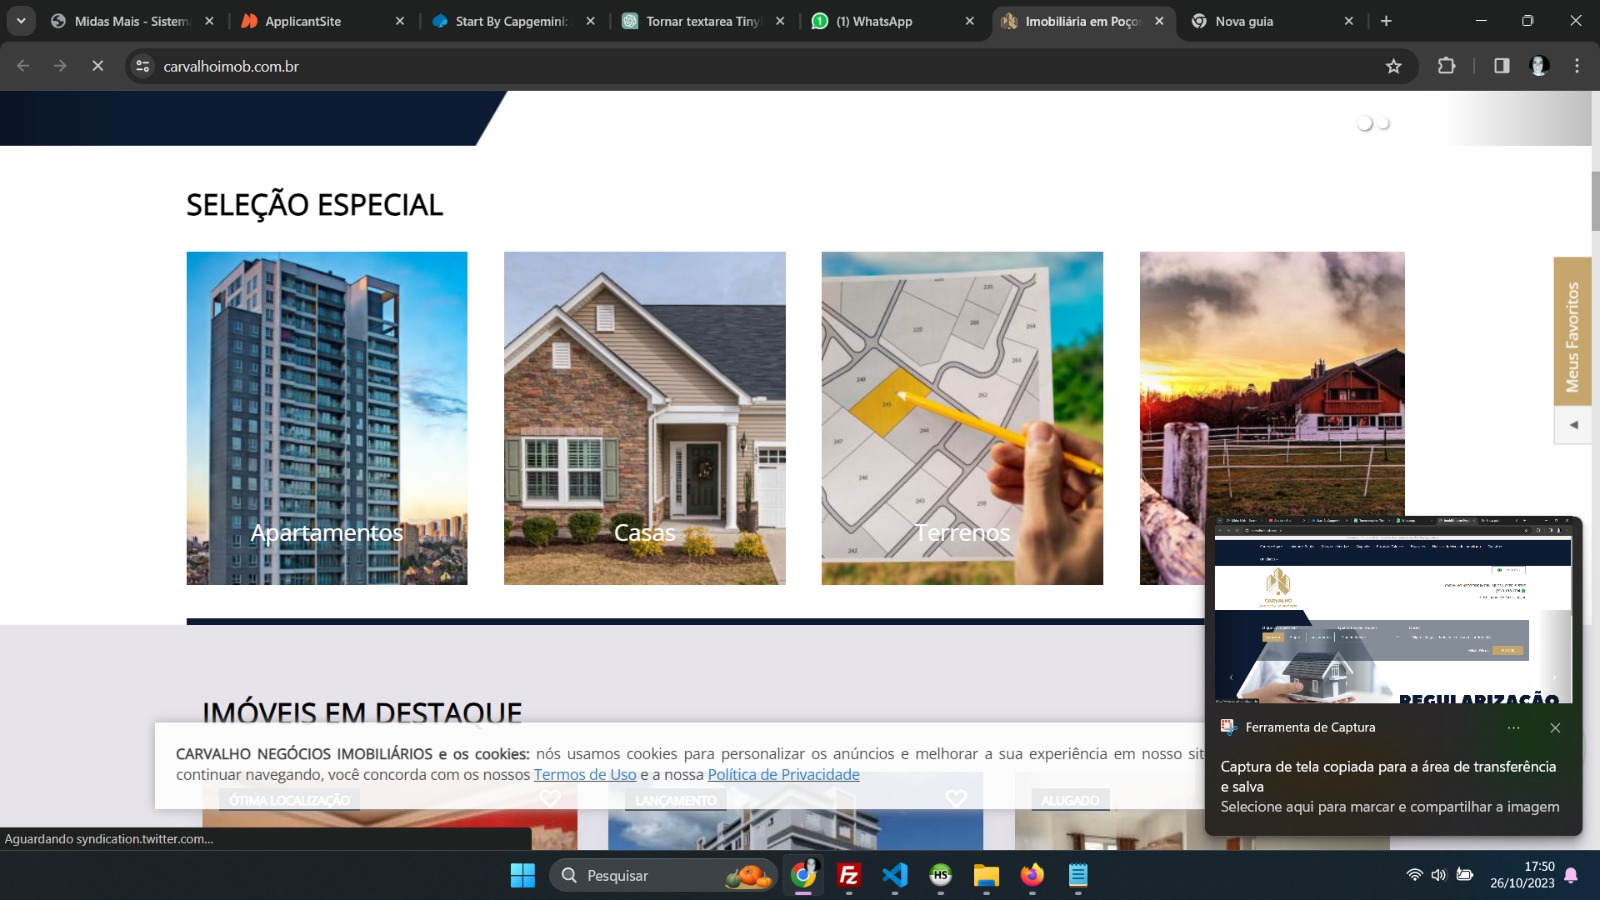 Midas Mais - Sistema
ApplicantSite
Start By Capgemini:
Tornar textarea Tiny
(1) WhatsApp
Imobiliária em Poços
Nova guia
carvalhoimob.com.br
SELEÇÃO ESPECIAL
Meus Favoritos
Apartamentos
Casas
Terrenos
CARVALHO
REGULARIZAÇÃO
IMÓVEIS EM DESTAQUE
CARVALHO NEGÓCIOS IMOBILIÁRIOS e os cookies: nós usamos cookies para personalizar os anúncios e melhorar a sua experiência em nosso sit
continuar navegando, você concorda com os nossos Termos de Uso e a nossa Política de Privacidade
ÓTIMA LOCALIZAÇÃO
LANÇAMENTO
ALUGADO
Ferramenta de Captura
Captura de tela copiada para a área de transferência
e salva
Selecione aqui para marcar e compartilhar a imagem
Aguardando syndication.twitter.com...
Pesquisar
17:50
26/10/2023